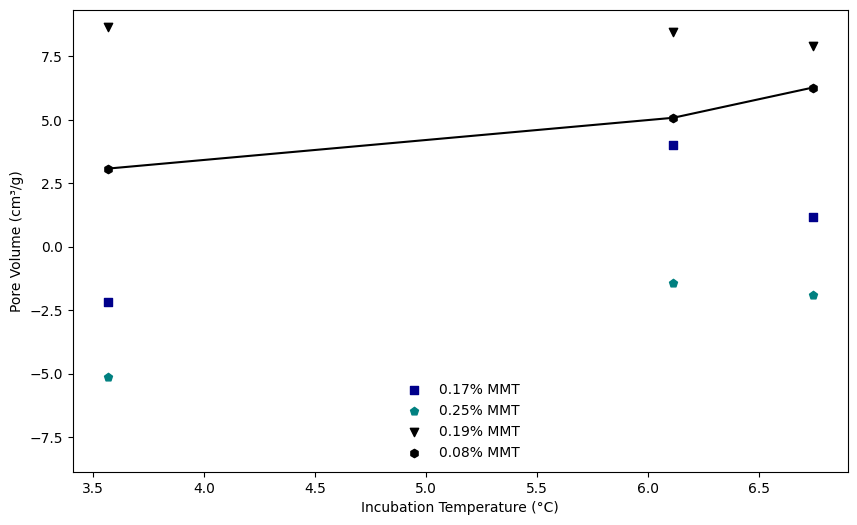 7.5
5.0
2.5
0.0
−2.5
−5.0
−7.5
Pore Volume (cm³/g)
0.17% MMT
0.25% MMT
0.19% MMT
0.08% MMT
3.5 4.0 4.5 5.0 5.5 6.0 6.5
Incubation Temperature (°C)